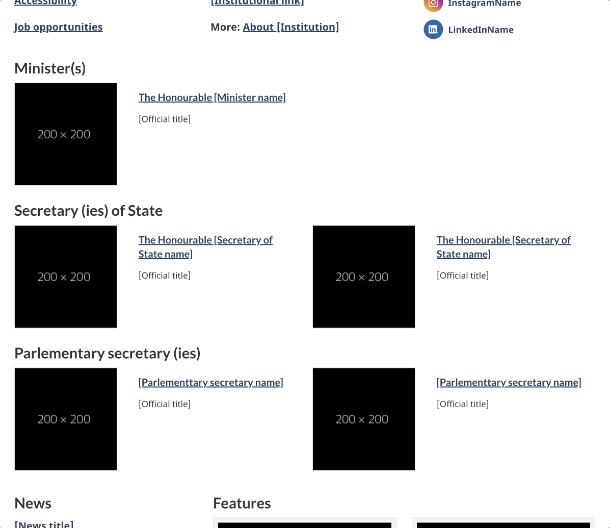 Accessibility
[Institutional link]
InstagramName
Job opportunities
More: About [Institution]
LinkedInName
Minister(s)
200 × 200
The Honourable [Minister name]
[Official title]
Secretary (ies) of State
200 × 200
The Honourable [Secretary of
State name]
[Official title]
200 × 200
The Honourable [Secretary of
State name]
[Official title]
Parlementary secretary (ies)
200 × 200
[Parlementtary secretary name]
[Official title]
200 × 200
[Parlementtary secretary name]
[Official title]
News
Features
[News title]